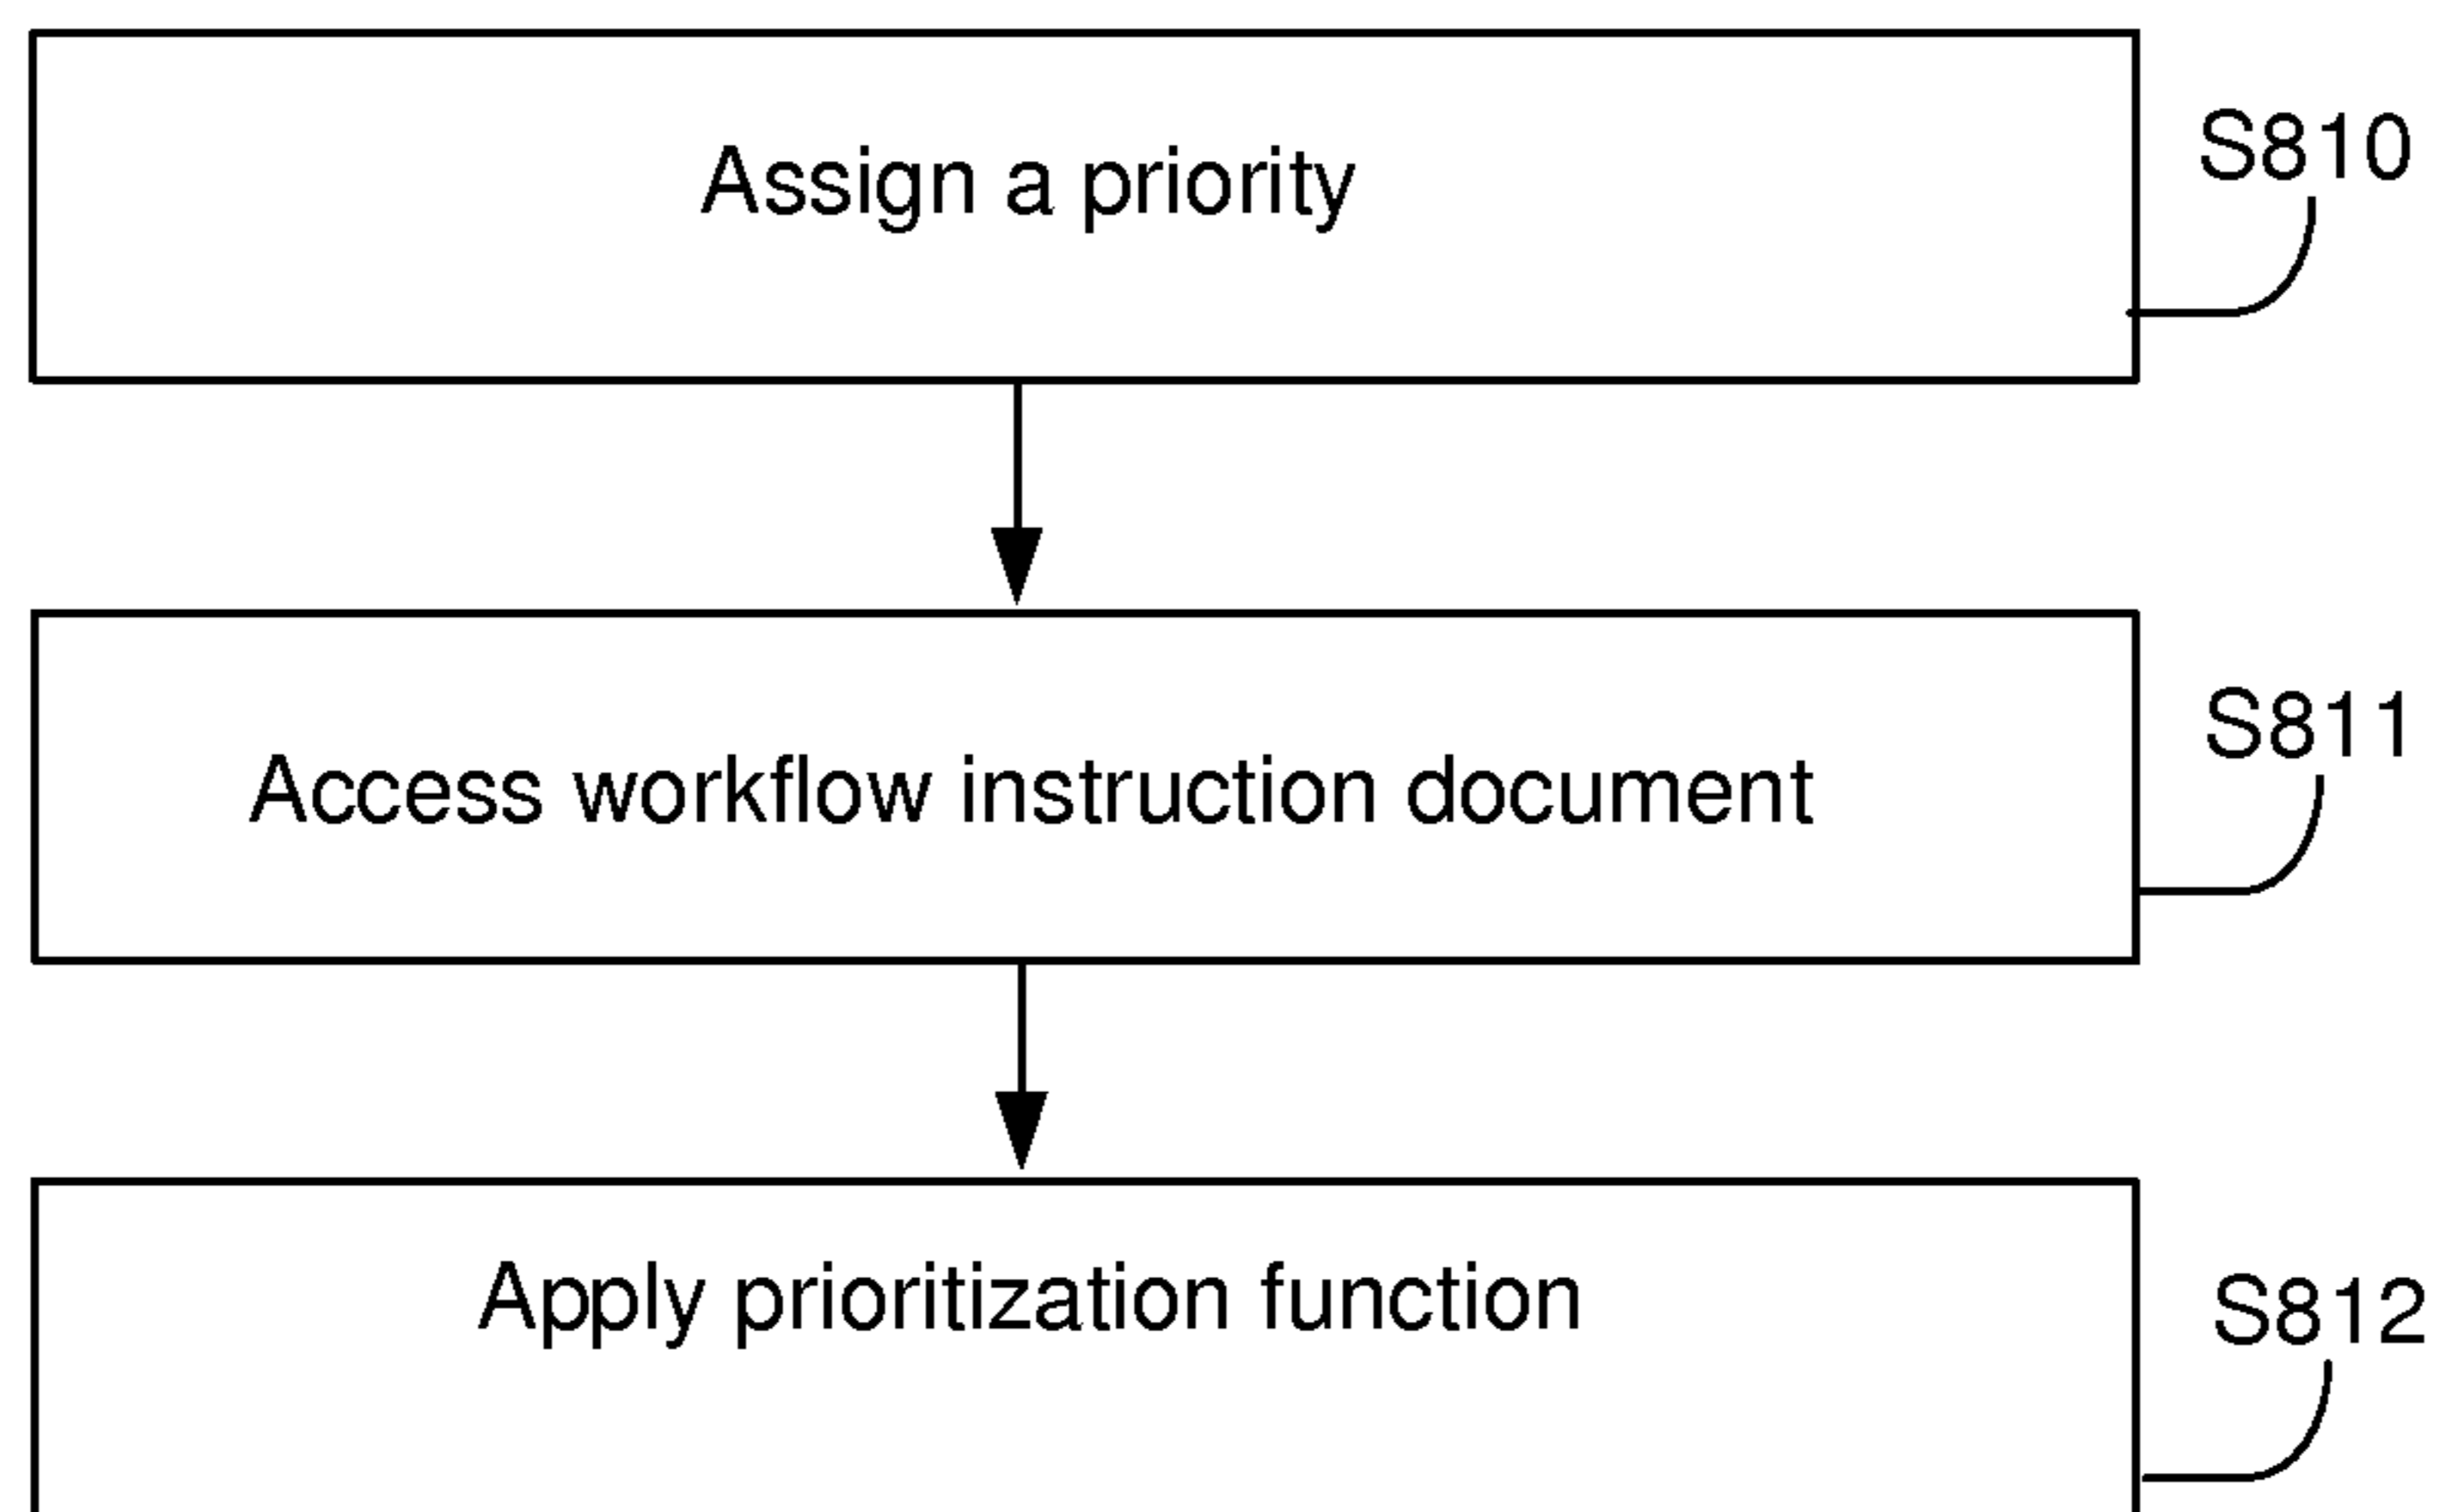 Assign a priority
S810
Access workflow instruction document
S811
Apply prioritization function
S812